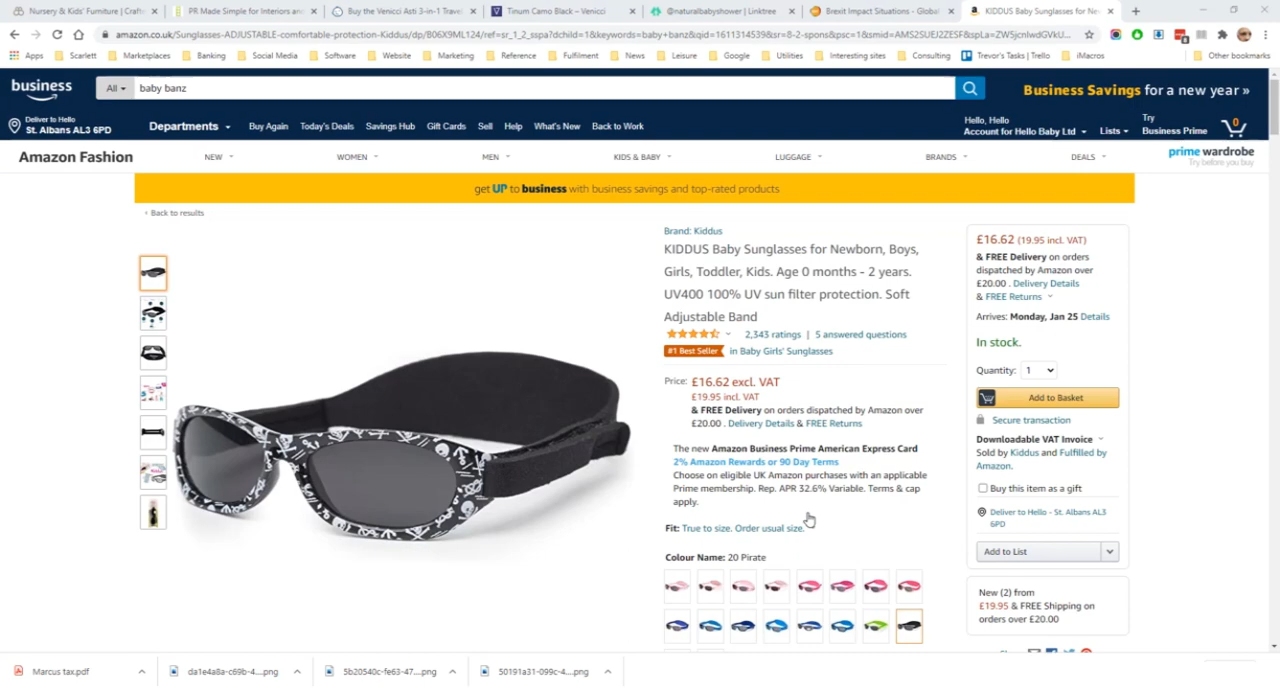 Nursery & Kids' Furniture | Craft
PR Made Simple for Interiors and
Buy the Venicci Asti 3-in-1 Travel
Tinum Camo Black – Venicci
@naturalbabyshower | Linktree
Brexit Impact Situations - Global
KIDDUS Baby Sunglasses for New
amazon.co.uk/Sunglasses-ADJUSTABLE-comfortable-protection-Kiddus/dp/B06X9ML124/ref=sr_1_2_sspa?dchild=1&keywords=baby+banz&qid=1611314539&sr=8-2-spons&psc=1&smid=AMS2SUEJ2ZESF&spLa=ZW5jcnlwdGVkU...
Apps
Scarlett
Marketplaces
Banking
Social Media
Software
Website
Marketing
Reference
Fulfilment
News
Leisure
Google
Utilities
Interesting sites
Consulting
Trevor's Tasks | Trello
iMacros
Other bookmarks
business
All
baby banz
Business Savings for a new year »
Deliver to Hello
St. Albans AL3 6PD
Departments
Buy Again
Today's Deals
Savings Hub
Gift Cards
Sell
Help
What's New
Back to Work
Hello, Hello
Account for Hello Baby Ltd
Lists
Try
Business Prime
0
Amazon Fashion
NEW
WOMEN
MEN
KIDS & BABY
LUGGAGE
BRANDS
DEALS
prime wardrobe
Try before you buy
get UP to business with business savings and top-rated products
‹ Back to results
Brand: Kiddus
KIDDUS Baby Sunglasses for Newborn, Boys,
Girls, Toddler, Kids. Age 0 months - 2 years.
UV400 100% UV sun filter protection. Soft
Adjustable Band
2,343 ratings | 5 answered questions
#1 Best Seller in Baby Girls' Sunglasses
Price: £16.62 excl. VAT
£19.95 incl. VAT
& FREE Delivery on orders dispatched by Amazon over
£20.00 . Delivery Details & FREE Returns
The new Amazon Business Prime American Express Card
2% Amazon Rewards or 90 Day Terms
Choose on eligible UK Amazon purchases with an applicable
Prime membership. Rep. APR 32.6% Variable. Terms & cap
apply.
Fit: True to size. Order usual size.
Colour Name: 20 Pirate
£16.62 (19.95 incl. VAT)
& FREE Delivery on orders
dispatched by Amazon over
£20.00 . Delivery Details
& FREE Returns
Arrives: Monday, Jan 25 Details
In stock.
Quantity: 1
Add to Basket
Secure transaction
Downloadable VAT Invoice
Sold by Kiddus and Fulfilled by
Amazon.
Buy this item as a gift
Deliver to Hello - St. Albans AL3
6PD
Add to List
New (2) from
£19.95 & FREE Shipping on
orders over £20.00
Marcus tax.pdf
da1e4a8a-c69b-4....png
5b20540c-fe63-47....png
50191a31-099c-4....png